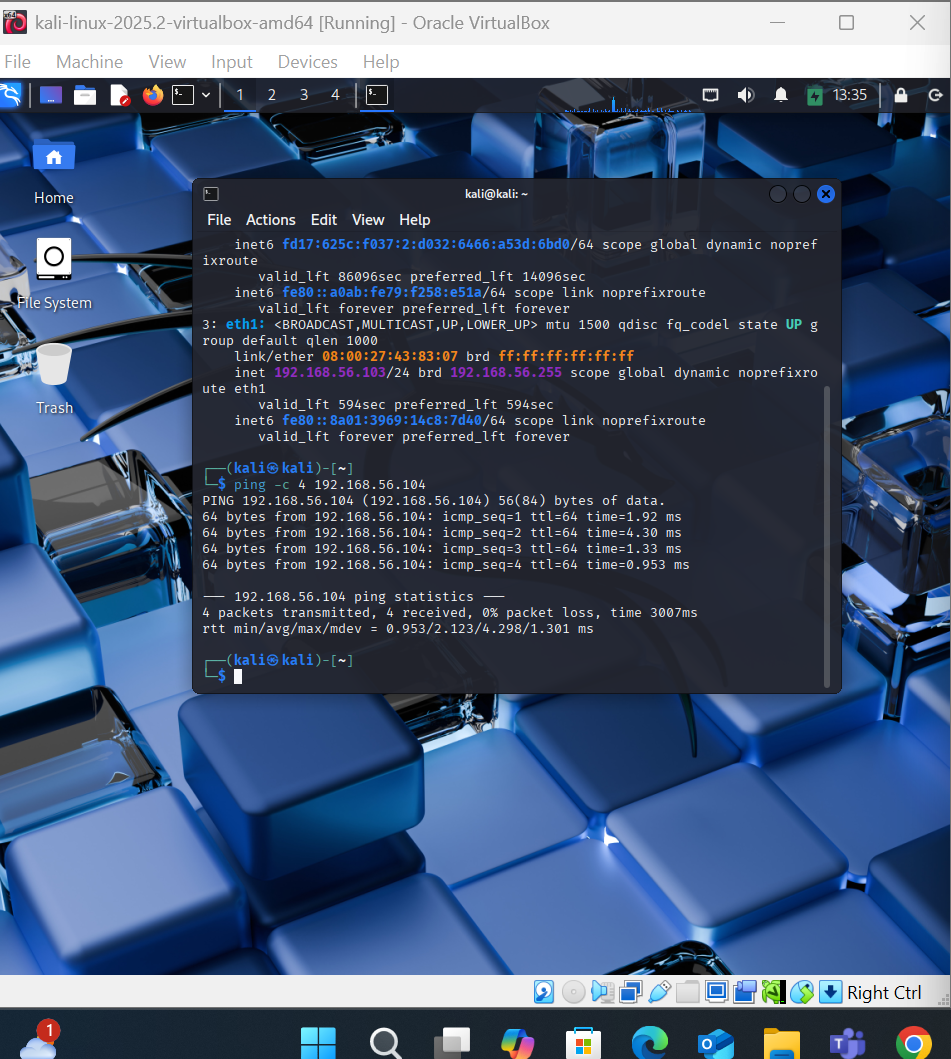 kali-linux-2025.2-virtualbox-amd64 [Running] - Oracle VirtualBox
File Machine View Input Devices Help
1 2 3 4 13:35
Home
File System
Trash
kali@kali: ~
File Actions Edit View Help
inet6 fd17:625c:f037:2:d032:6466:a53d:6bd0/64 scope global dynamic nopref
ixroute
valid_lft 86096sec preferred_lft 14096sec
inet6 fe80::a0ab:fe79:f258:e51a/64 scope link noprefixroute
valid_lft forever preferred_lft forever
3: eth1: <BROADCAST,MULTICAST,UP,LOWER_UP> mtu 1500 qdisc fq_codel state UP g
roup default qlen 1000
link/ether 08:00:27:43:83:07 brd ff:ff:ff:ff:ff:ff
inet 192.168.56.103/24 brd 192.168.56.255 scope global dynamic noprefixro
ute eth1
valid_lft 594sec preferred_lft 594sec
inet6 fe80::8a01:3969:14c8:7d40/64 scope link noprefixroute
valid_lft forever preferred_lft forever
┌──(kali㉿kali)-[~]
└─$ ping -c 4 192.168.56.104
PING 192.168.56.104 (192.168.56.104) 56(84) bytes of data.
64 bytes from 192.168.56.104: icmp_seq=1 ttl=64 time=1.92 ms
64 bytes from 192.168.56.104: icmp_seq=2 ttl=64 time=4.30 ms
64 bytes from 192.168.56.104: icmp_seq=3 ttl=64 time=1.33 ms
64 bytes from 192.168.56.104: icmp_seq=4 ttl=64 time=0.953 ms
--- 192.168.56.104 ping statistics ---
4 packets transmitted, 4 received, 0% packet loss, time 3007ms
rtt min/avg/max/mdev = 0.953/2.123/4.298/1.301 ms
┌──(kali㉿kali)-[~]
└─$
Right Ctrl
1